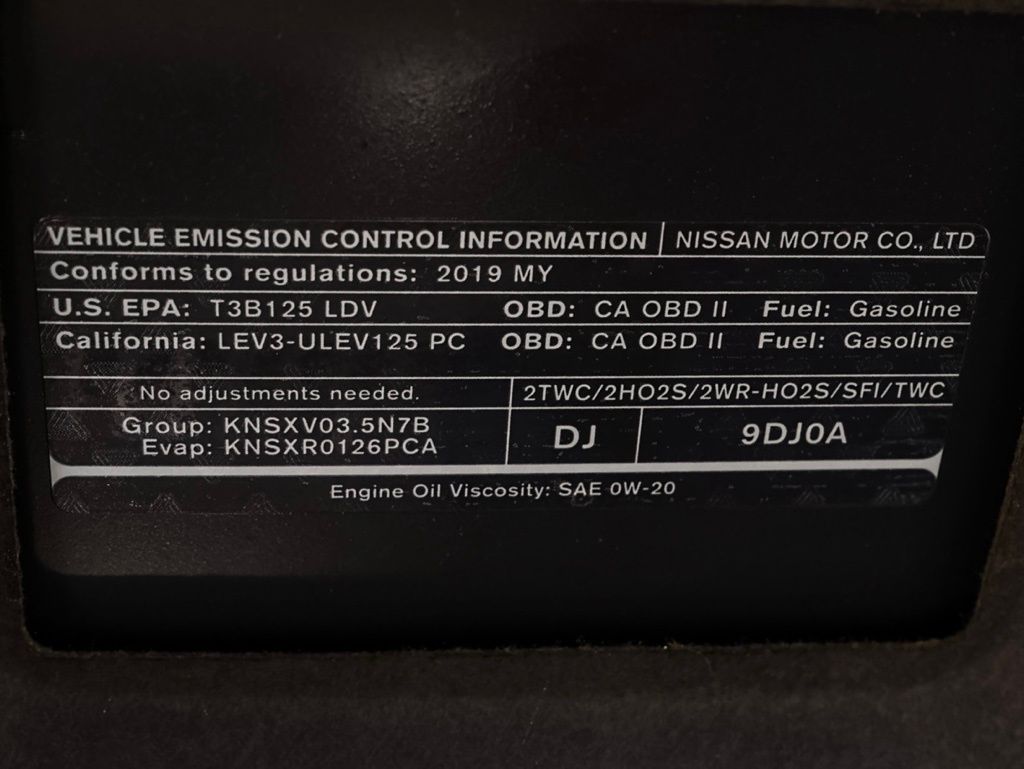 VEHICLE EMISSION CONTROL INFORMATION NISSAN MOTOR CO., LTD
Conforms to regulations: 2019 MY
U.S. EPA: T3B125 LDV OBD: CA OBD II Fuel: Gasoline
California: LEV3-ULEV125 PC OBD: CA OBD II Fuel: Gasoline
No adjustments needed. 2TWC/2HO2S/2WR-HO2S/SFI/TWC
Group: KNSXV03.5N7B
Evap: KNSXR0126PCA
DJ 9DJ0A
Engine Oil Viscosity: SAE 0W-20